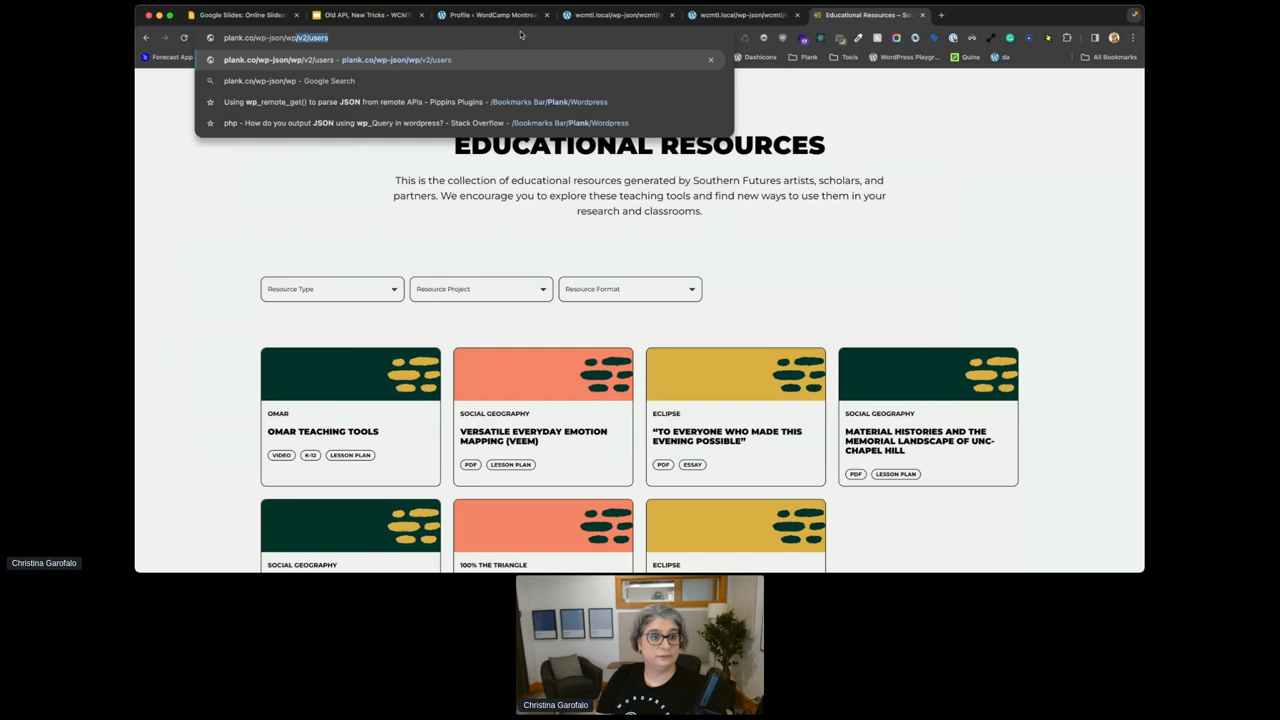 Google Slides: Online Slides
Old API, New Tricks - WCMT
Profile ‹ WordCamp Montre
wcmtl.local/wp-json/wcmtl/
wcmtl.local/wp-json/wcmtl/
Educational Resources – So
plank.co/wp-json/wp/v2/users
Forecast App
Dashicons
Plank
Tools
WordPress Playgr...
Quine
da
All Bookmarks
plank.co/wp-json/wp/v2/users – plank.co/wp-json/wp/v2/users
plank.co/wp-json/wp - Google Search
Using wp_remote_get() to parse JSON from remote APIs - Pippins Plugins - /Bookmarks Bar/Plank/Wordpress
php - How do you output JSON using wp_Query in wordpress? - Stack Overflow - /Bookmarks Bar/Plank/Wordpress
EDUCATIONAL RESOURCES
This is the collection of educational resources generated by Southern Futures artists, scholars, and
partners. We encourage you to explore these teaching tools and find new ways to use them in your
research and classrooms.
Resource Type
Resource Project
Resource Format
OMAR
OMAR TEACHING TOOLS
VIDEO K-12 LESSON PLAN
SOCIAL GEOGRAPHY
VERSATILE EVERYDAY EMOTION
MAPPING (VEEM)
PDF LESSON PLAN
ECLIPSE
“TO EVERYONE WHO MADE THIS
EVENING POSSIBLE”
PDF ESSAY
SOCIAL GEOGRAPHY
MATERIAL HISTORIES AND THE
MEMORIAL LANDSCAPE OF UNC-
CHAPEL HILL
PDF LESSON PLAN
SOCIAL GEOGRAPHY
100% THE TRIANGLE
ECLIPSE
Christina Garofalo
Christina Garofalo
WORDPRESS